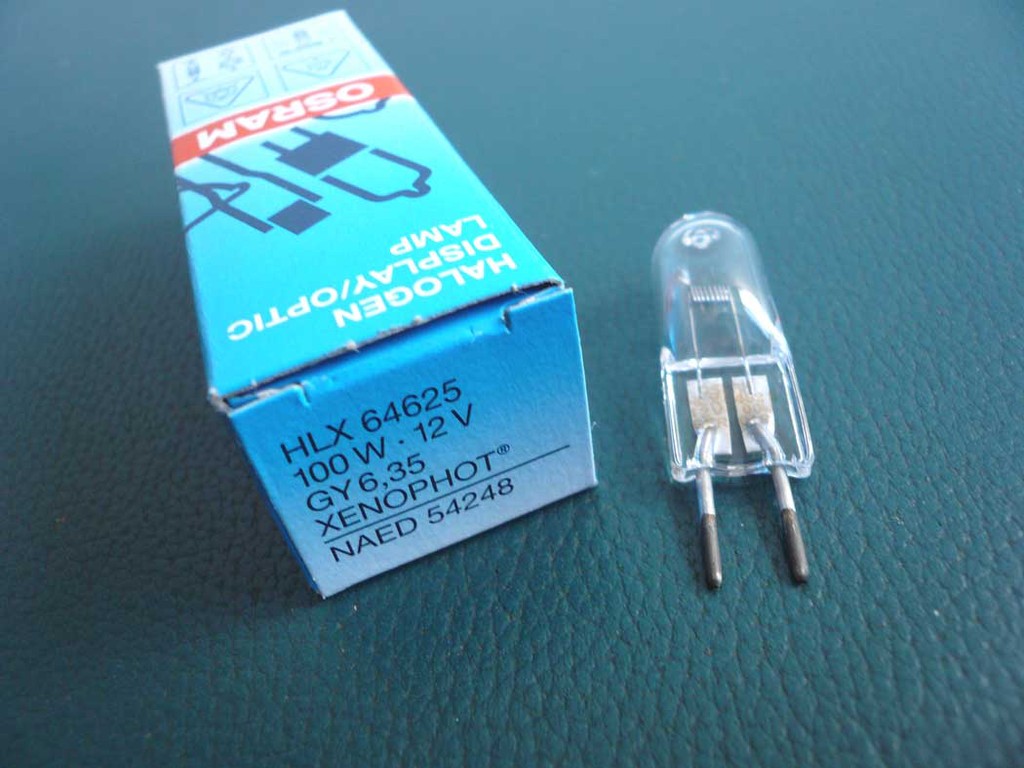 OSRAM
HALOGEN
DISPLAY/OPTIC
LAMP
HLX 64625
100 W · 12 V
GY 6,35
XENOPHOT®
NAED 54248